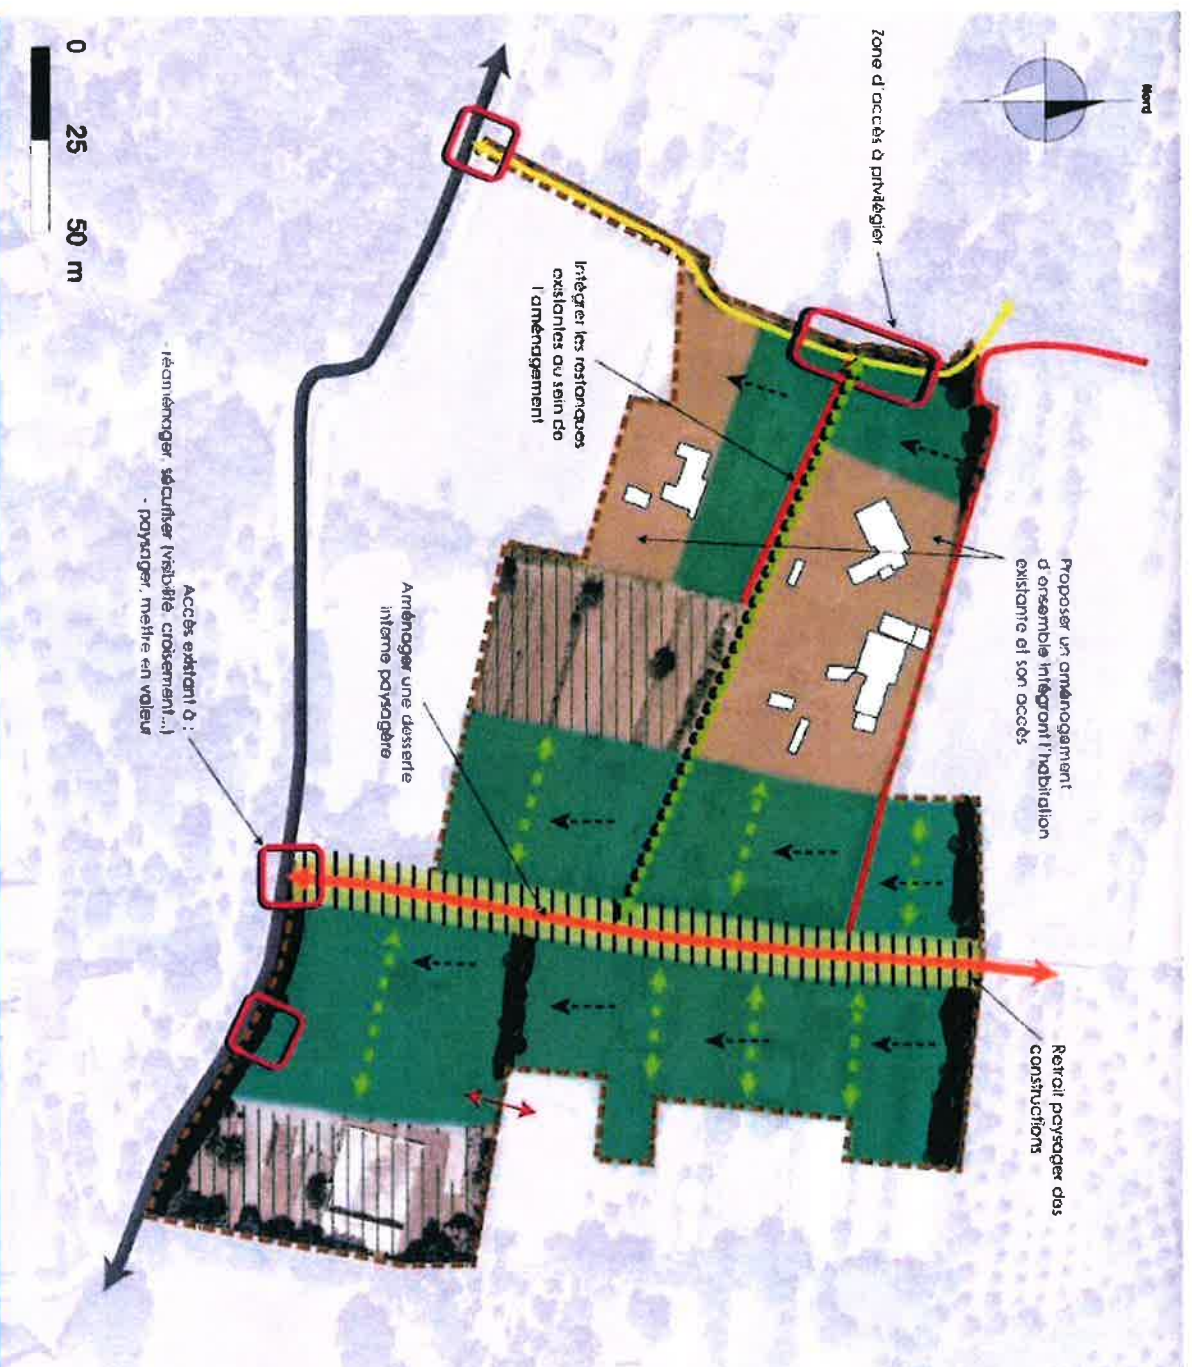 Nord
Zone d'accès à privilégier
Proposer un aménagement
d'ensemble intégrant l'habitation
existante et son accès
Retrait paysager des
constructions
Intégrer les restanques
existantes au sein de
l'aménagement
Aménager une desserte
interne paysagère
Accès existant à :
- réaménager, sécuriser (visibilité, croisement...)
- paysager, mettre en valeur
0 25 50 m